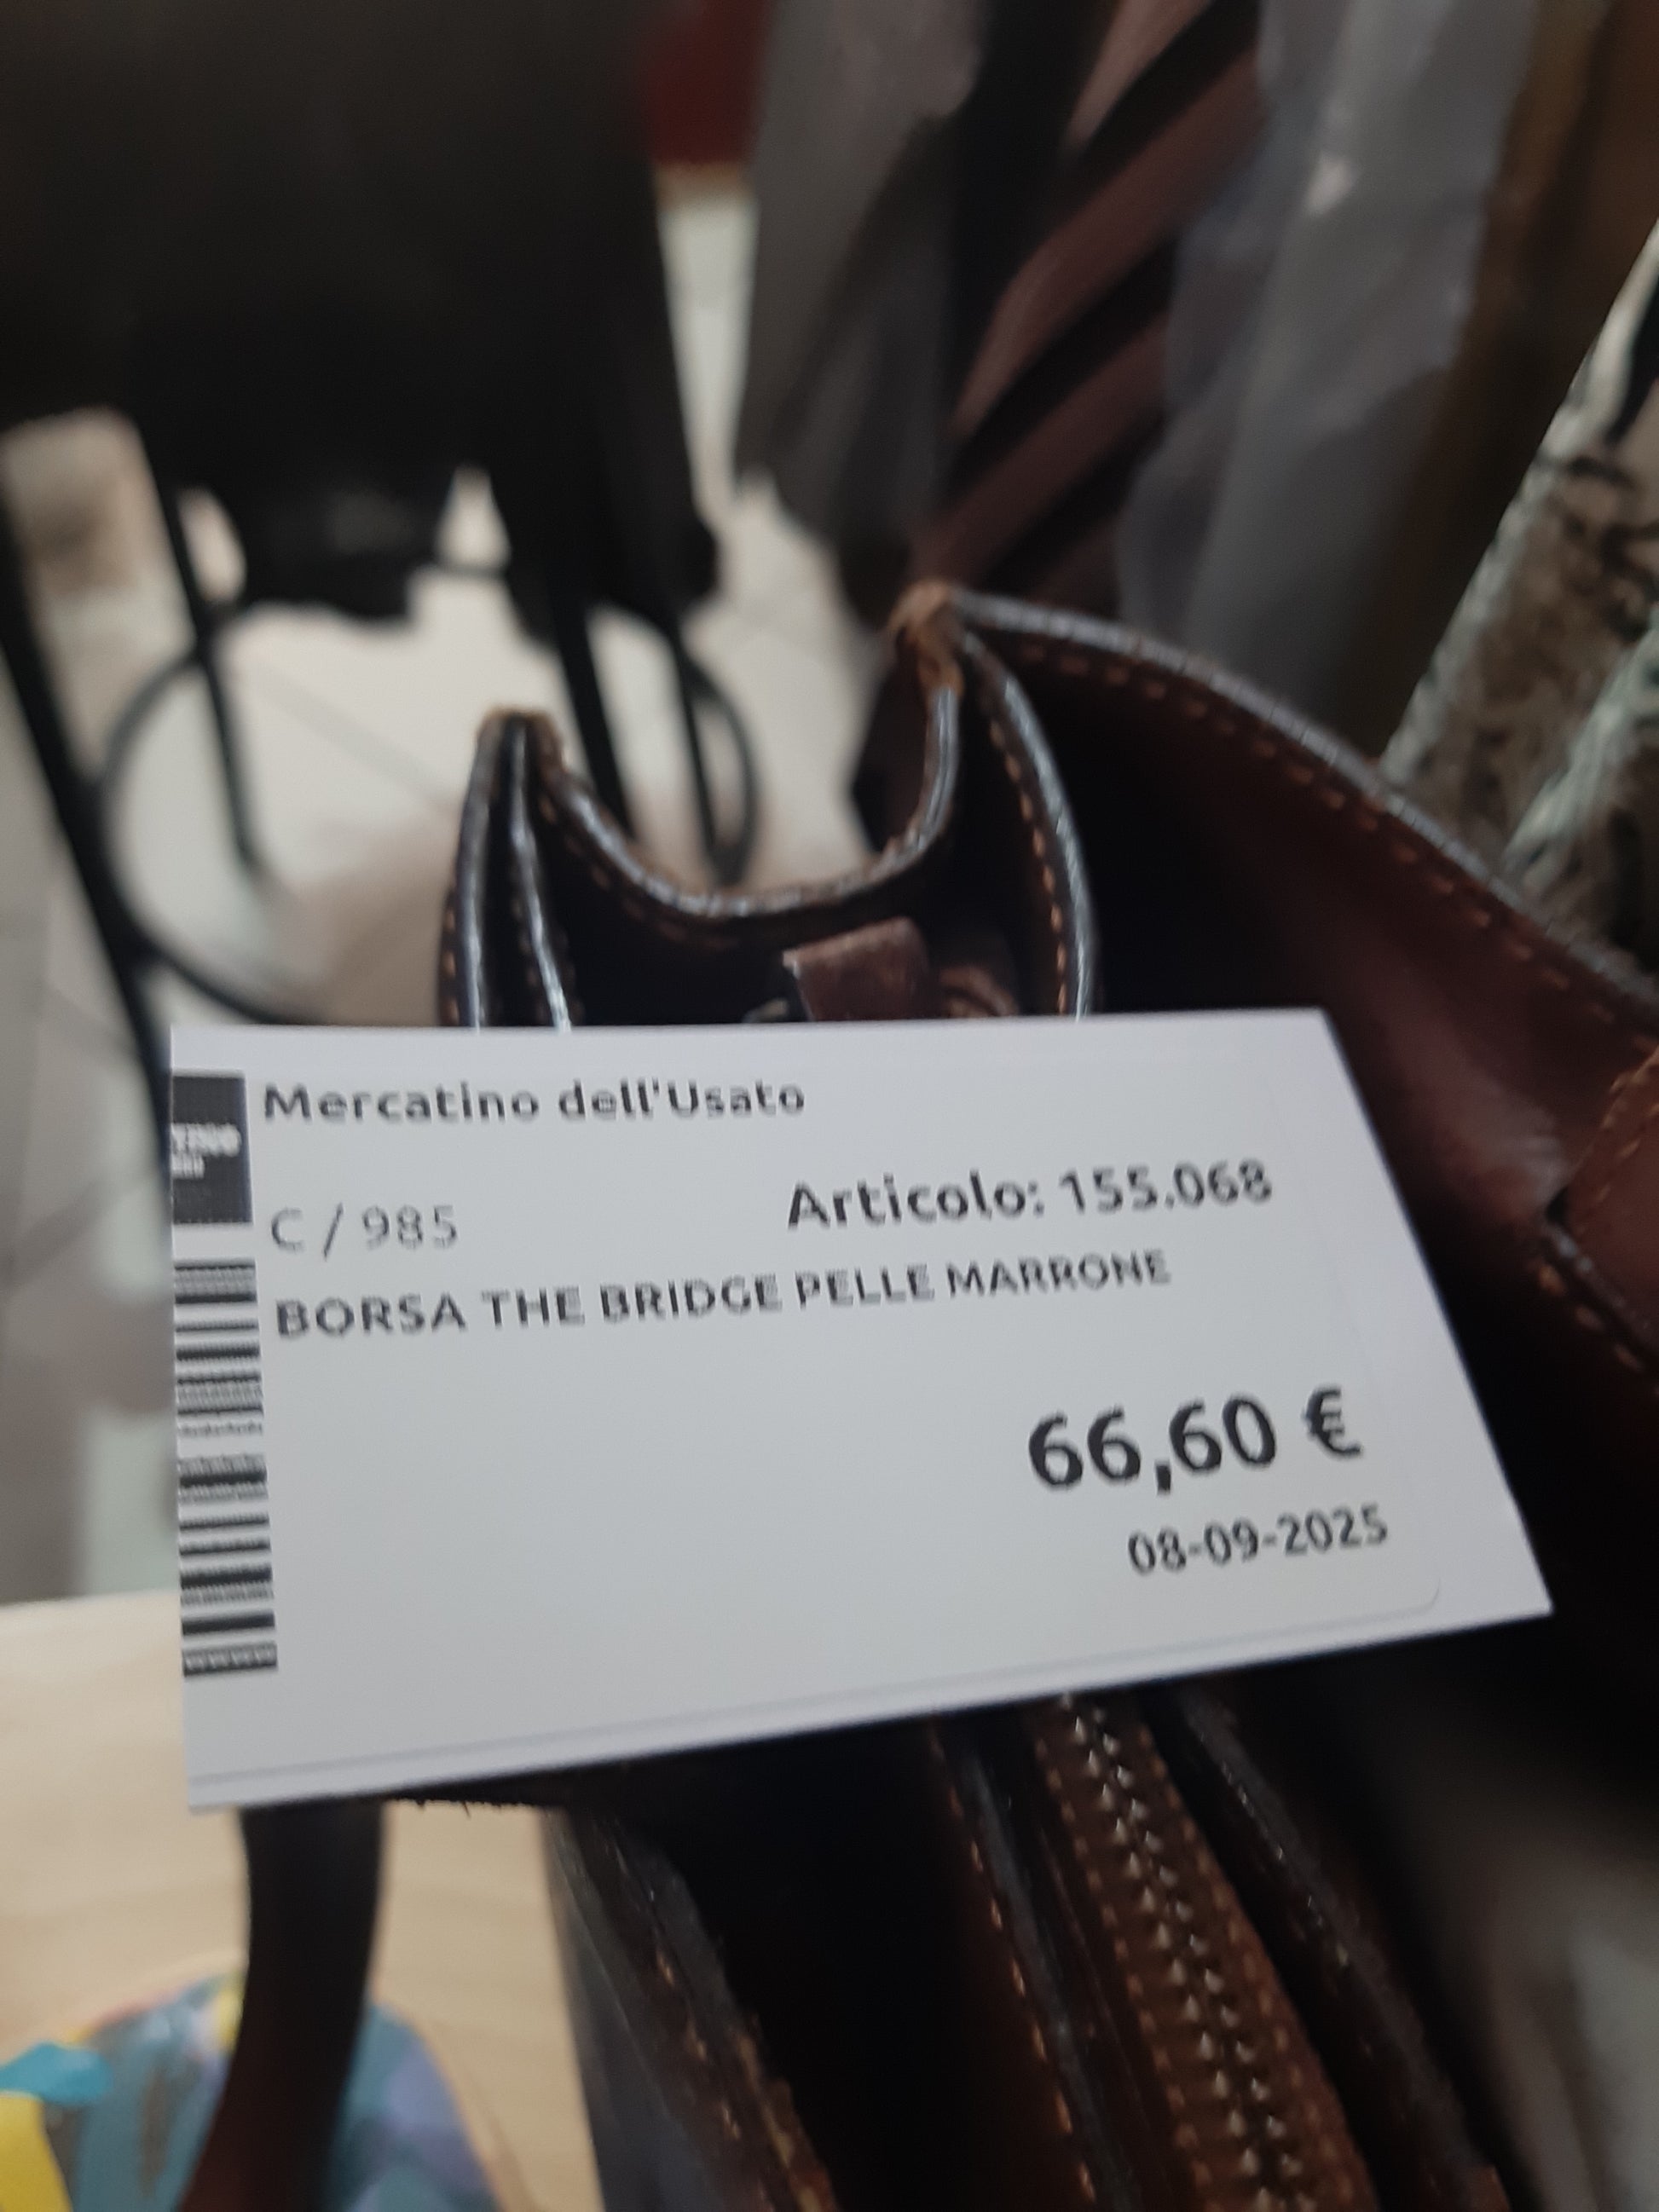 Mercatino dell'Usato
C / 985
Articolo: 155.068
BORSA THE BRIDGE PELLE MARRONE
66,60 €
08-09-2025